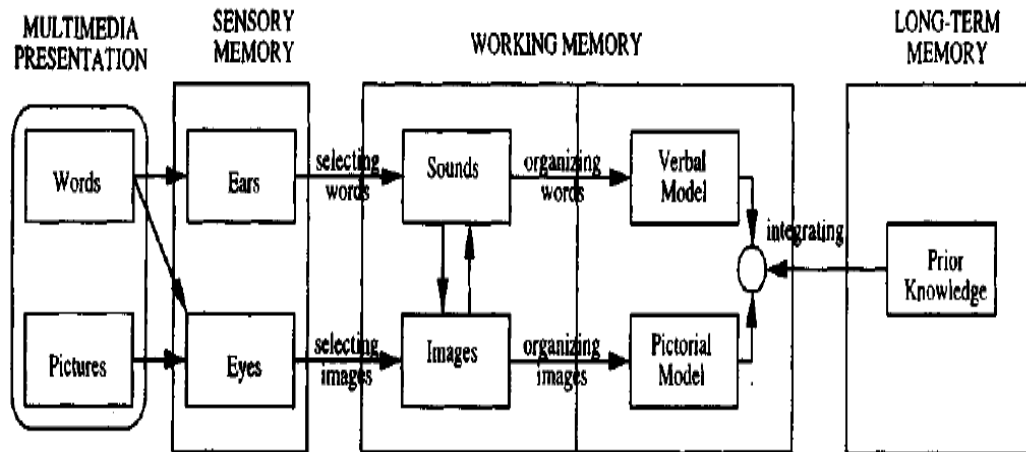 MULTIMEDIA
PRESENTATION
SENSORY
MEMORY
WORKING MEMORY
LONG-TERM
MEMORY
Words
Ears
selecting
words
Sounds
organizing
words
Verbal
Model
integrating
Prior
Knowledge
Pictures
Eyes
selecting
images
Images
organizing
images
Pictorial
Model